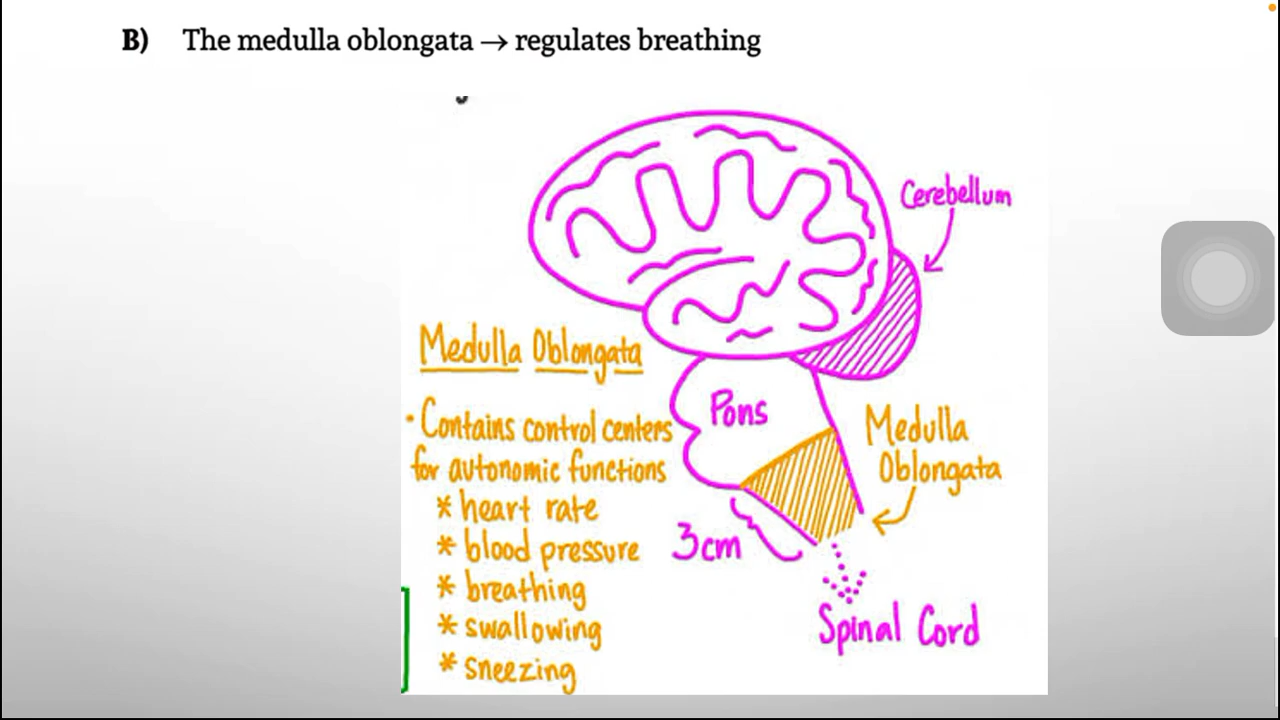 B) The medulla oblongata → regulates breathing
Cerebellum
Medulla Oblongata
· Contains control centers
for autonomic functions
* heart rate
* blood pressure
* breathing
* swallowing
* sneezing
Pons
Medulla
Oblongata
3cm
Spinal Cord